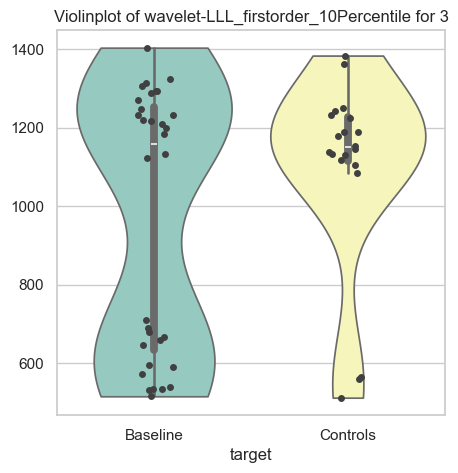 Violinplot of wavelet-LLL_firstorder_10Percentile for 3
1400
1200
1000
800
600
Baseline
Controls
target